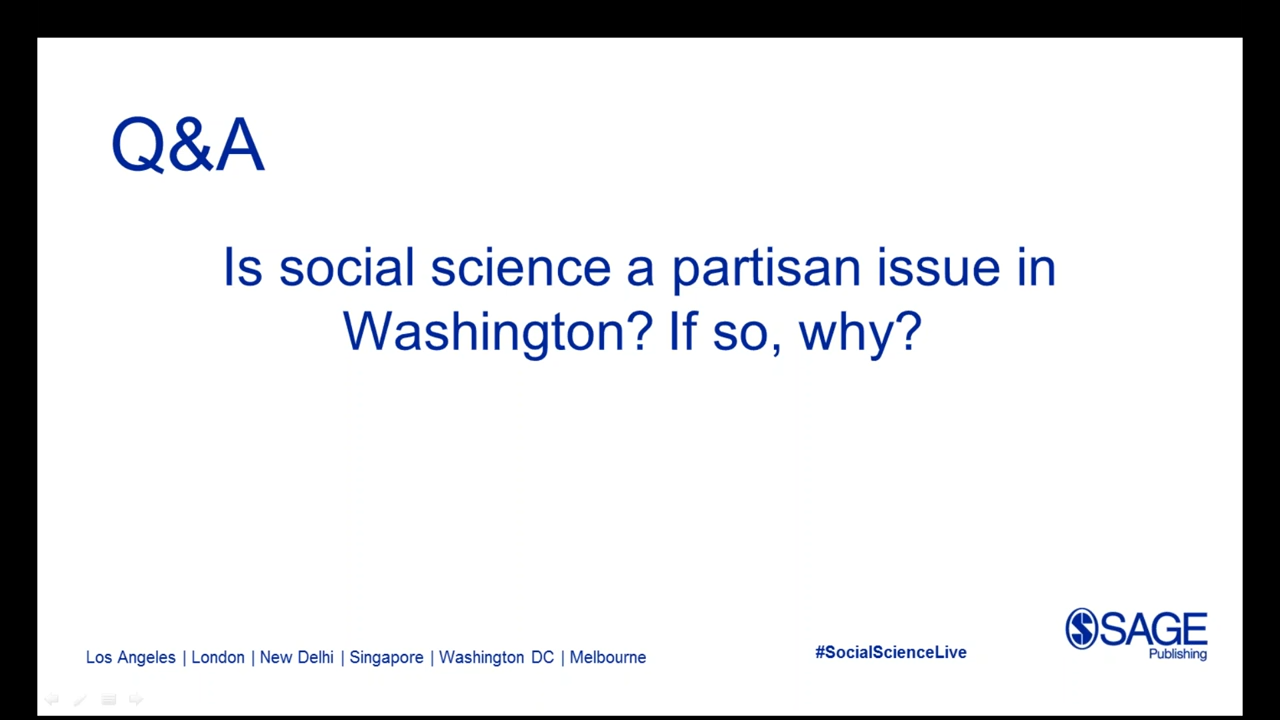 Q&A
Is social science a partisan issue in
Washington? If so, why?
Los Angeles | London | New Delhi | Singapore | Washington DC | Melbourne
#SocialScienceLive
SAGE
Publishing